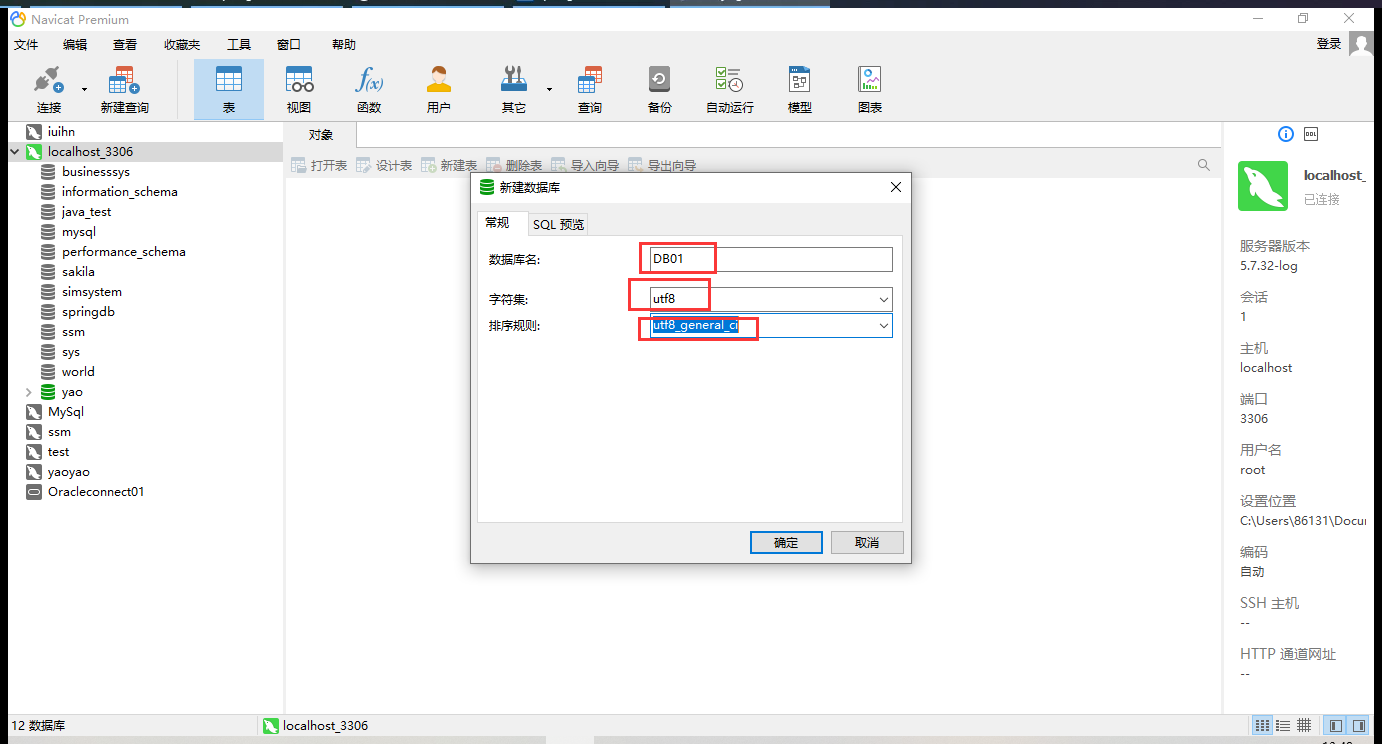 Navicat Premium
文件 编辑 查看 收藏夹 工具 窗口 帮助 登录
连接 新建查询 表 视图 函数 用户 其它 查询 备份 自动运行 模型 图表
iuihn
localhost_3306
businesssys
information_schema
java_test
mysql
performance_schema
sakila
simsystem
springdb
ssm
sys
world
yao
MySql
ssm
test
yaoyao
Oracleconnect01
对象
打开表 设计表 新建表 删除表 导入向导 导出向导
新建数据库
常规 SQL 预览
数据库名: DB01
字符集: utf8
排序规则: utf8_general_ci
确定 取消
DDL
localhost_
已连接
服务器版本
5.7.32-log
会话
1
主机
localhost
端口
3306
用户名
root
设置位置
C:\Users\86131\Docu
编码
自动
SSH 主机
--
HTTP 通道网址
--
12 数据库 localhost_3306